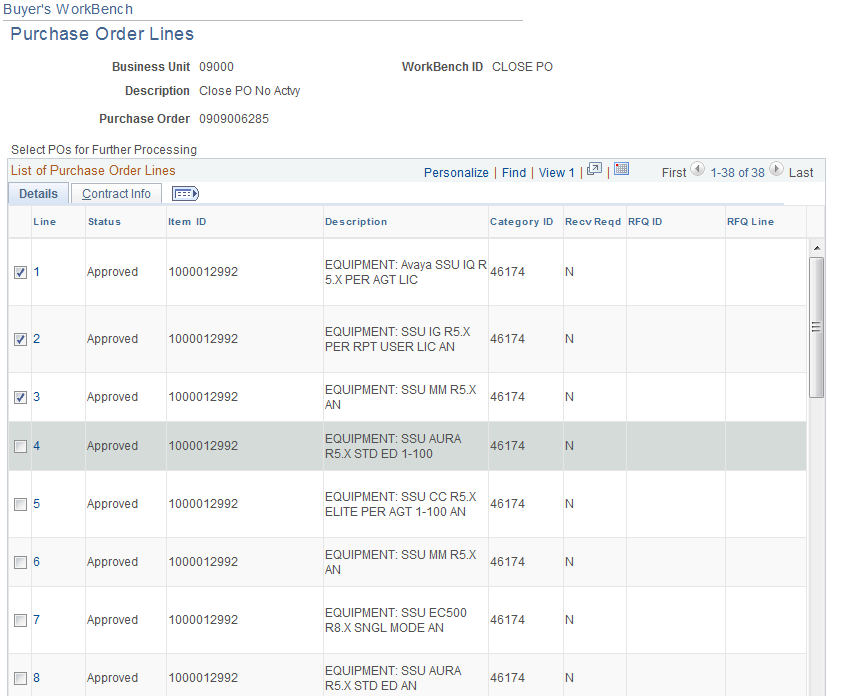 Buyer's WorkBench
Purchase Order Lines
Business Unit 09000 WorkBench ID CLOSE PO
Description Close PO No Actvy
Purchase Order 0909006285
Select POs for Further Processing
List of Purchase Order Lines Personalize | Find | View 1 | | First 1-38 of 38 Last
Details Contract Info
Line Status Item ID Description Category ID Recv Reqd RFQ ID RFQ Line
1 Approved 1000012992 EQUIPMENT: Avaya SSU IQ R 46174 N
5.X PER AGT LIC
2 Approved 1000012992 EQUIPMENT: SSU IG R5.X 46174 N
PER RPT USER LIC AN
3 Approved 1000012992 EQUIPMENT: SSU MM R5.X 46174 N
AN
4 Approved 1000012992 EQUIPMENT: SSU AURA 46174 N
R5.X STD ED 1-100
5 Approved 1000012992 EQUIPMENT: SSU CC R5.X 46174 N
ELITE PER AGT 1-100 AN
6 Approved 1000012992 EQUIPMENT: SSU MM R5.X 46174 N
AN
7 Approved 1000012992 EQUIPMENT: SSU EC500 46174 N
R8.X SNGL MODE AN
8 Approved 1000012992 EQUIPMENT: SSU AURA 46174 N
R5.X STD ED AN